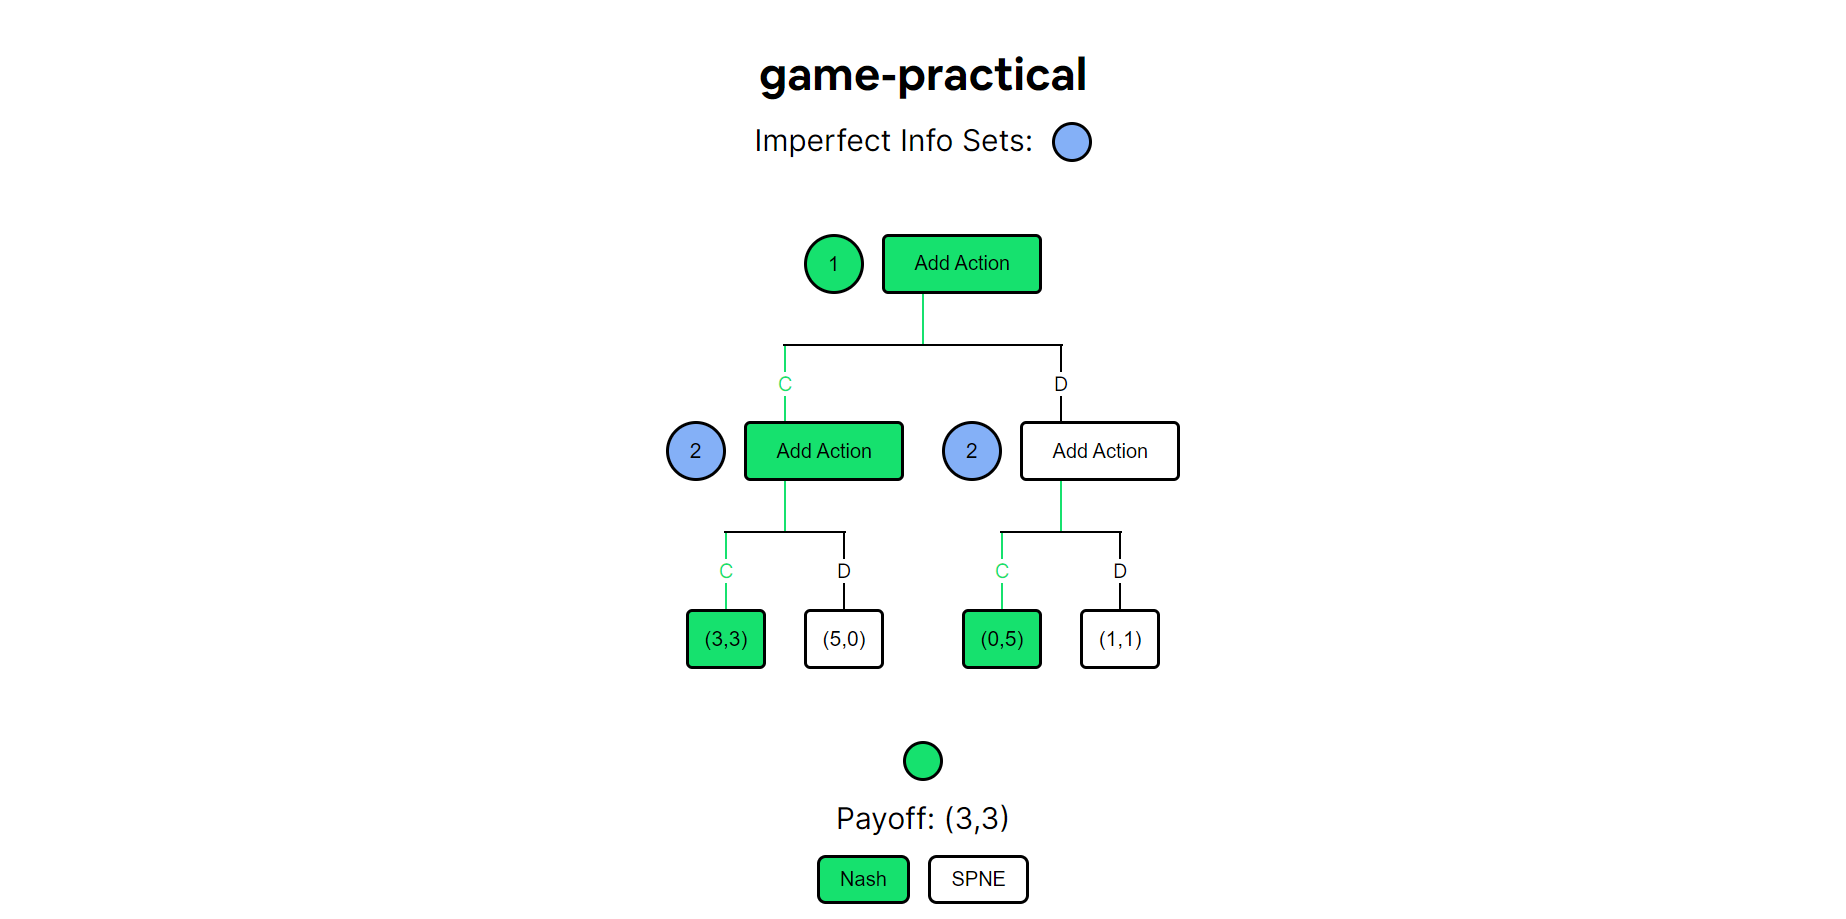 game-practical
Imperfect Info Sets:
1 Add Action
C D
2 Add Action 2 Add Action
C D C D
(3,3) (5,0) (0,5) (1,1)
Payoff: (3,3)
Nash SPNE